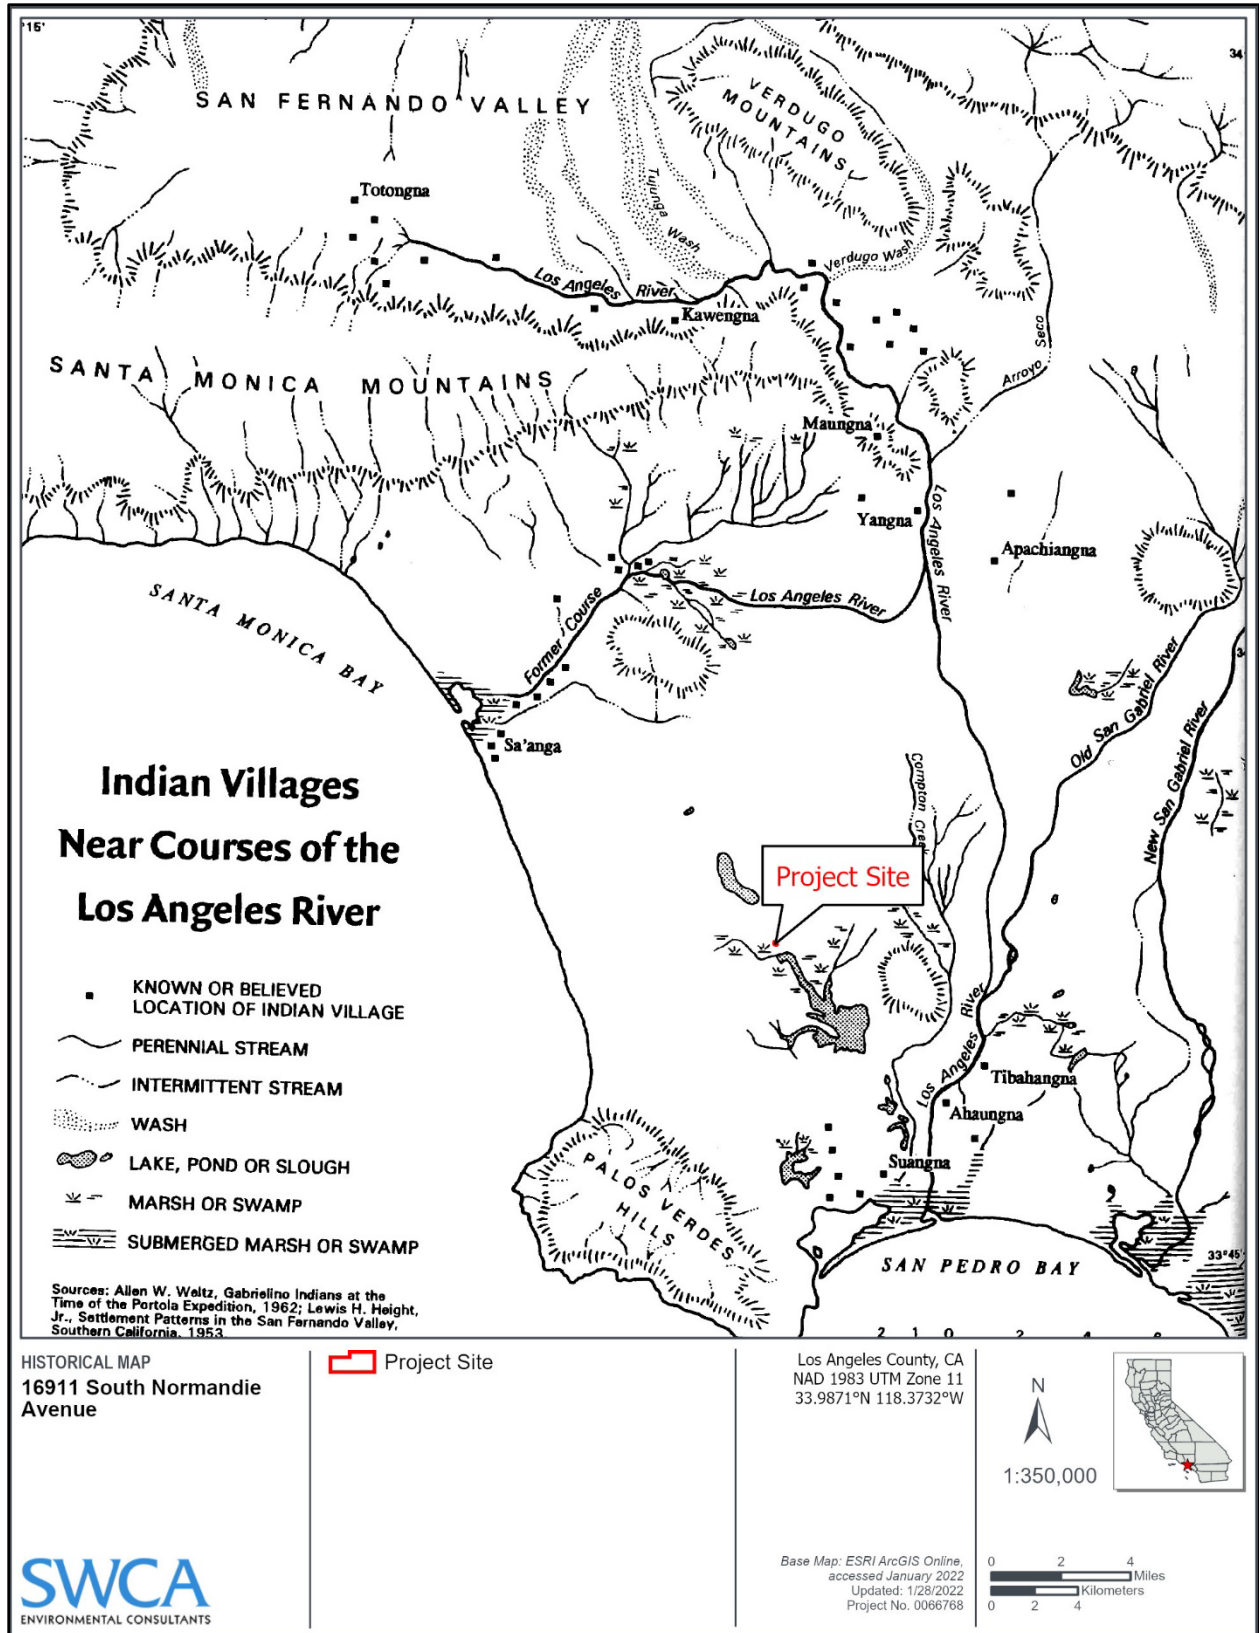 '15'
34
SAN FERNANDO VALLEY
VERDUGO
MOUNTAINS
Tujunga Wash
Totongna
Verdugo Wash
Los Angeles River
Kawengna
Arroyo Seco
SANTA MONICA MOUNTAINS
Maungna
Yangna
Los Angeles River
Apachiangna
Los Angeles River
SANTA MONICA BAY
Former Course
Old San Gabriel River
New San Gabriel River
3
Sa'anga
Compton Creek
Project Site
Indian Villages
Near Courses of the
Los Angeles River
KNOWN OR BELIEVED
LOCATION OF INDIAN VILLAGE
PERENNIAL STREAM
INTERMITTENT STREAM
WASH
LAKE, POND OR SLOUGH
MARSH OR SWAMP
SUBMERGED MARSH OR SWAMP
Los Angeles River
Tibahangna
Ahaungna
Suangna
PALOS VERDES
HILLS
SAN PEDRO BAY
33°45'
Sources: Allen W. Weltz, Gabrielino Indians at the
Time of the Portola Expedition, 1962; Lewis H. Height,
Jr., Settlement Patterns in the San Fernando Valley,
Southern California, 1953.
2 1 0 2 4 6
HISTORICAL MAP
16911 South Normandie
Avenue
Project Site
Los Angeles County, CA
NAD 1983 UTM Zone 11
33.9871°N 118.3732°W
N
1:350,000
Base Map: ESRI ArcGIS Online,
accessed January 2022
Updated: 1/28/2022
Project No. 0066768
0 2 4
Miles
Kilometers
0 2 4
SWCA
ENVIRONMENTAL CONSULTANTS